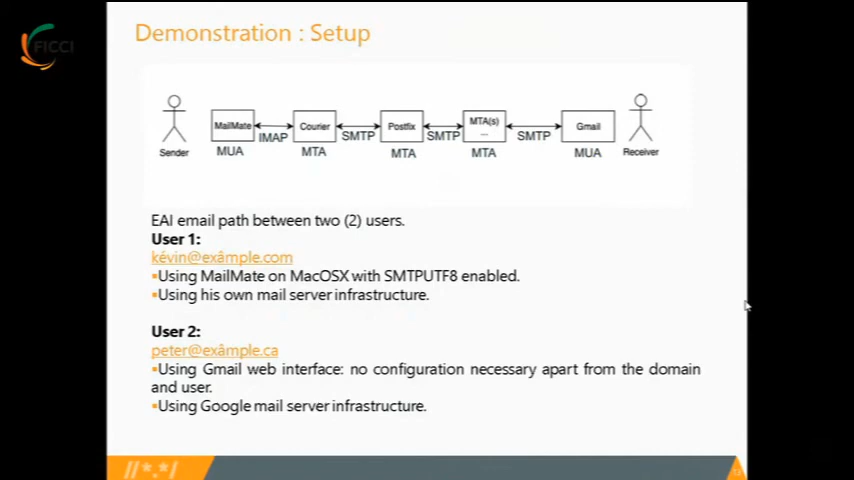 Demonstration : Setup
FICCI
MailMate
Courier
Postfix
MTA(s)
...
Gmail
IMAP
SMTP
SMTP
SMTP
Sender
MUA
MTA
MTA
MTA
MUA
Receiver
EAI email path between two (2) users.
User 1:
kévin@exâmple.com
▪Using MailMate on MacOSX with SMTPUTF8 enabled.
▪Using his own mail server infrastructure.
User 2:
peter@exâmple.ca
▪Using Gmail web interface: no configuration necessary apart from the domain
and user.
▪Using Google mail server infrastructure.
//*.*/